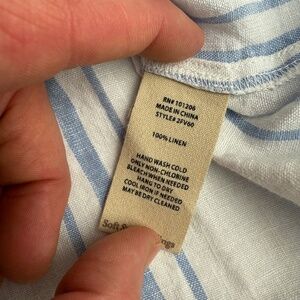 RN# 101206
MADE IN CHINA
STYLE# 2FV60
100% LINEN
HAND WASH COLD
ONLY NON-CHLORINE
BLEACH WHEN NEEDED
HANG TO DRY
COOL IRON IF NEEDED
MAY BE DRY CLEANED
Soft